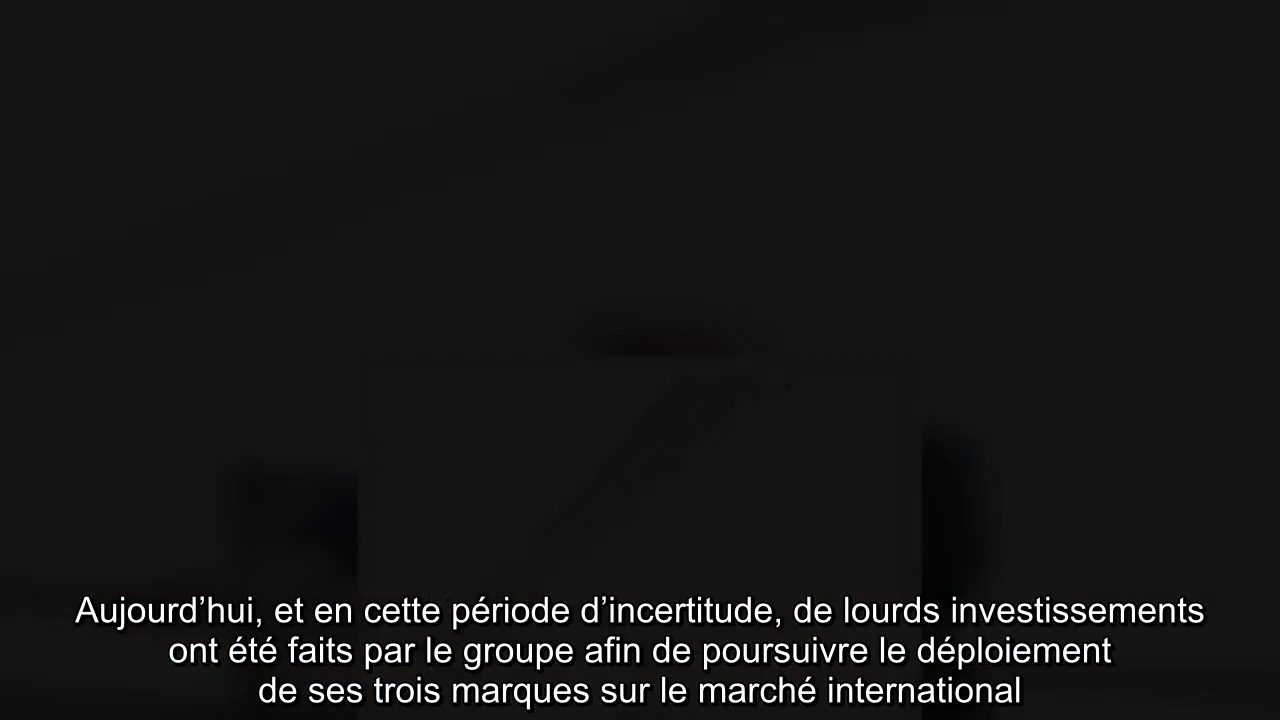 Aujourd’hui, et en cette période d’incertitude, de lourds investissements
ont été faits par le groupe afin de poursuivre le déploiement
de ses trois marques sur le marché international